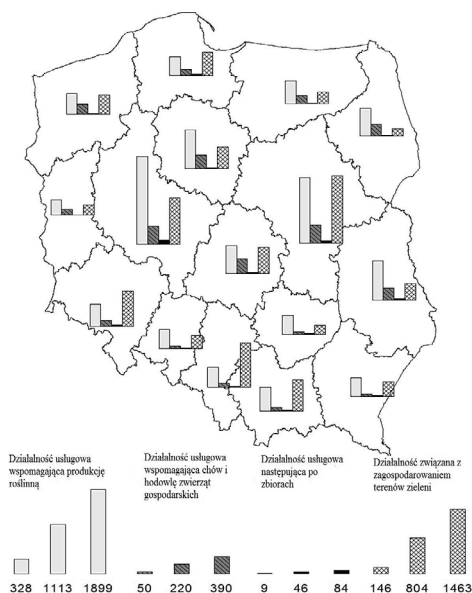 Działalność usługowa
wspomagająca produkcję
roślinną
Działalność usługowa
wspomagająca chów i
hodowlę zwierząt
gospodarskich
Działalność usługowa
następująca po
zbiorach
Działalność związana z
zagospodarowaniem
terenów zieleni
328 1113 1899 50 220 390 9 46 84 146 804 1463